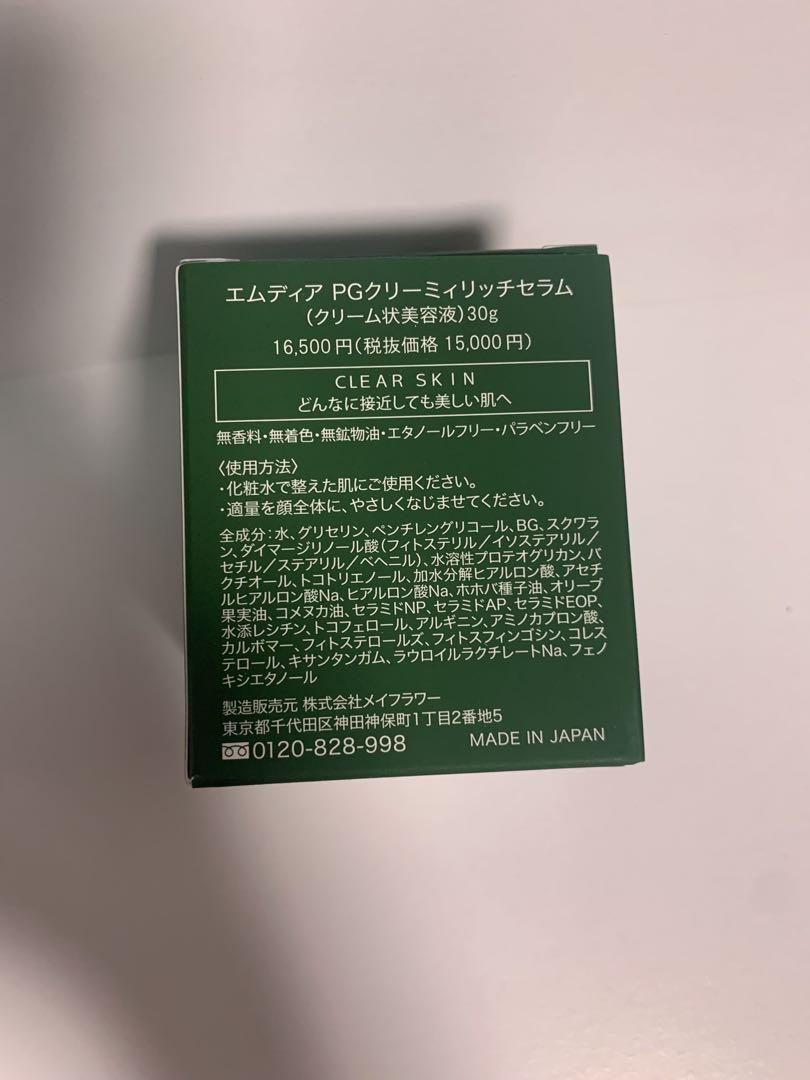 エムディア PGクリーミィリッチセラム
(クリーム状美容液)30g
16,500円(税抜価格 15,000円)
CLEAR SKIN
どんなに接近しても美しい肌へ
無香料・無着色・無鉱物油・エタノールフリー・パラベンフリー
〈使用方法〉
・化粧水で整えた肌にご使用ください。
・適量を顔全体に、やさしくなじませてください。
全成分:水、グリセリン、ペンチレングリコール、BG、スクワラ
ン、ダイマージリノール酸(フィトステリル/イソステアリル/
セチル/ステアリル/ベヘニル)、水溶性プロテオグリカン、バ
クチオール、トコトリエノール、加水分解ヒアルロン酸、アセチ
ルヒアルロン酸Na、ヒアルロン酸Na、ホホバ種子油、オリーブ
果実油、コメヌカ油、セラミドNP、セラミドAP、セラミドEOP、
水添レシチン、トコフェロール、アルギニン、アミノカプロン酸、
カルボマー、フィトステロールズ、フィトスフィンゴシン、コレス
テロール、キサンタンガム、ラウロイルラクチレートNa、フェノ
キシエタノール
製造販売元 株式会社メイフラワー
東京都千代田区神田神保町1丁目2番地5
0120-828-998
MADE IN JAPAN